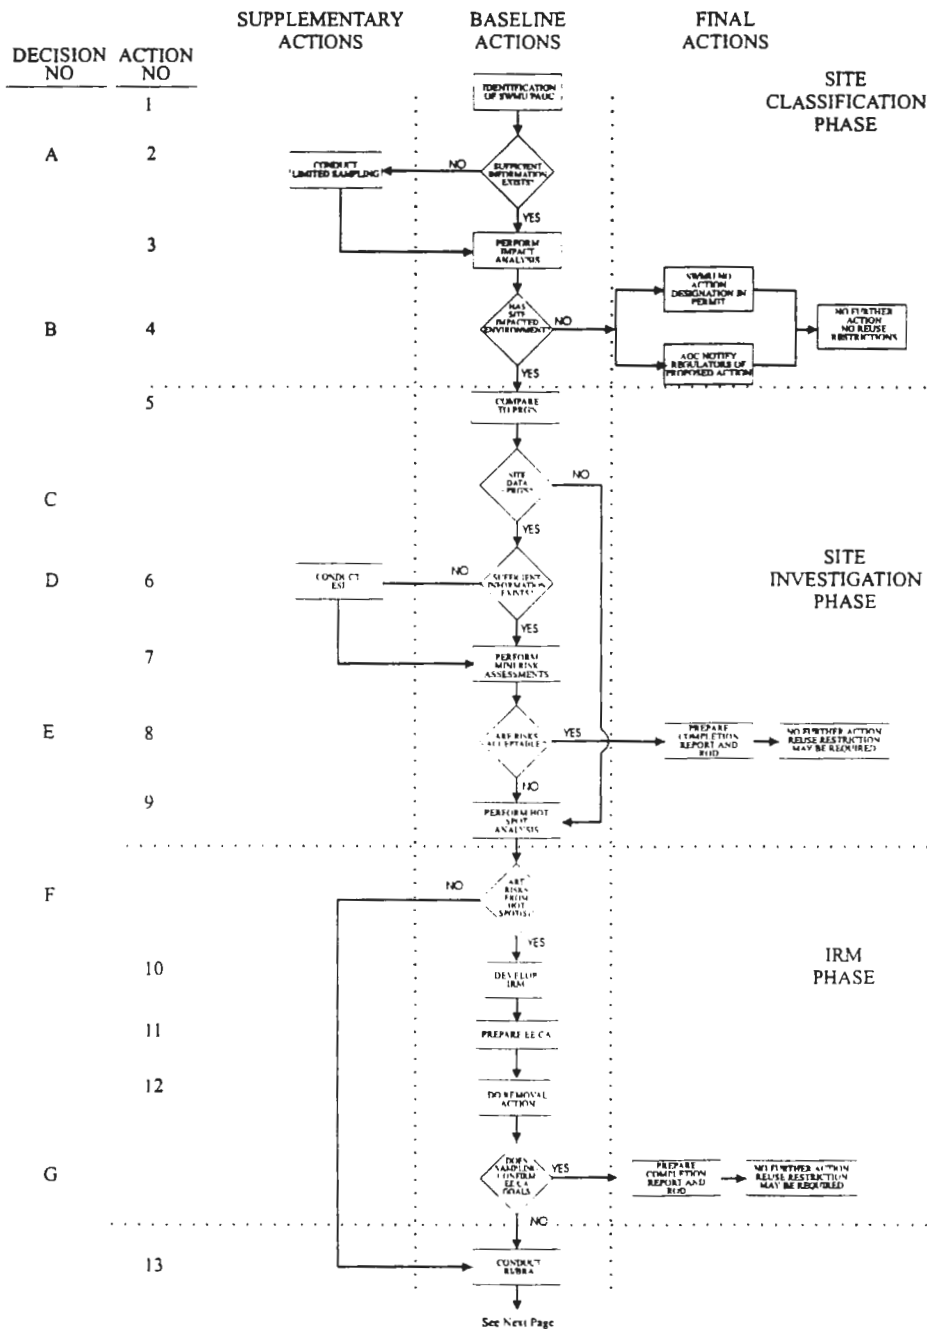 SUPPLEMENTARY
ACTIONS
BASELINE
ACTIONS
FINAL
ACTIONS
DECISION
NO
ACTION
NO
SITE
CLASSIFICATION
PHASE
1
IDENTIFICATION
OF SWMU
A
2
CONDUCT
LIMITED SAMPLING
NO
SUFFICIENT
INFORMATION
EXISTS?
YES
3
PERFORM
IMPACT
ANALYSIS
B
4
HAS
SITE
IMPACTED
ENVIRONMENT?
NO
SWMU NO
ACTION
DESIGNATION IN
PERMIT
AOC NOTIFY
REGULATORS OF
PROPOSED ACTION
NO FURTHER
ACTION
NO REUSE
RESTRICTIONS
YES
5
COMPARE
TO PRGS
C
SITE
DATA
PRGS?
NO
YES
SITE
INVESTIGATION
PHASE
D
6
CONDUCT
ESI
NO
SUFFICIENT
INFORMATION
EXISTS?
YES
7
PERFORM
MINI RISK
ASSESSMENTS
E
8
ARE RISKS
ACCEPTABLE?
YES
PREPARE
COMPLETION
REPORT AND
ROD
NO FURTHER ACTION
REUSE RESTRICTION
MAY BE REQUIRED
NO
9
PERFORM HOT
SPOT
ANALYSIS
F
NO
ARE
RISKS
FROM
HOT
SPOT(S)?
YES
IRM
PHASE
10
DEVELOP
IRM
11
PREPARE EE CA
12
DO REMOVAL
ACTION
G
DOES
SAMPLING
CONFIRM
EE CA
GOALS
YES
PREPARE
COMPLETION
REPORT AND
ROD
NO FURTHER ACTION
REUSE RESTRICTION
MAY BE REQUIRED
NO
13
CONDUCT
See Next Page